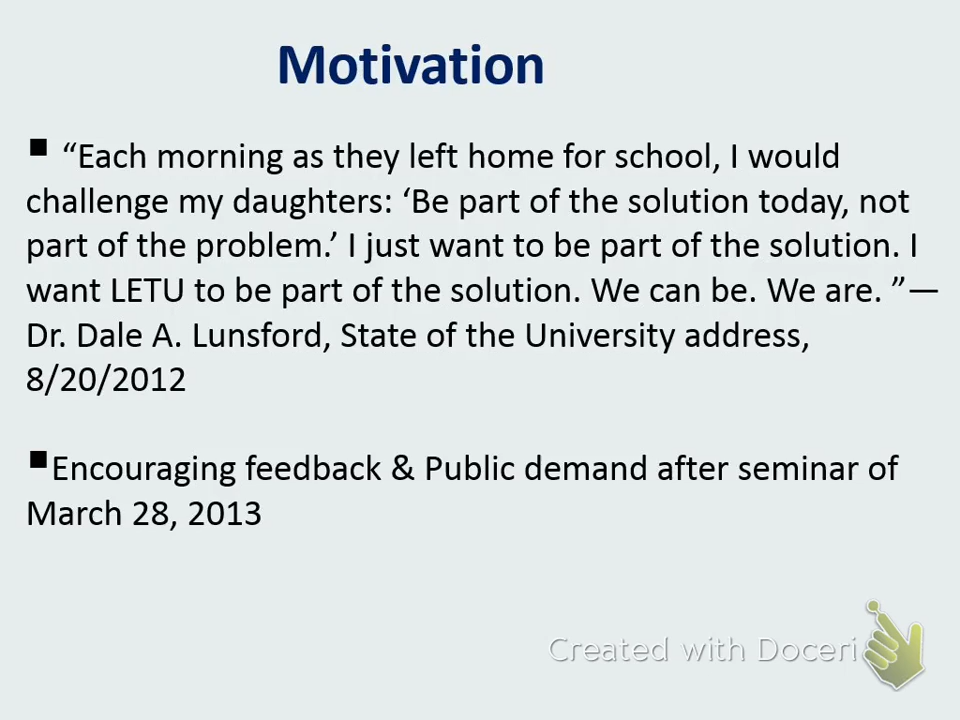 Motivation
▪ “Each morning as they left home for school, I would
challenge my daughters: ‘Be part of the solution today, not
part of the problem.’ I just want to be part of the solution. I
want LETU to be part of the solution. We can be. We are. ”—
Dr. Dale A. Lunsford, State of the University address,
8/20/2012
▪Encouraging feedback & Public demand after seminar of
March 28, 2013
Created with Doceri